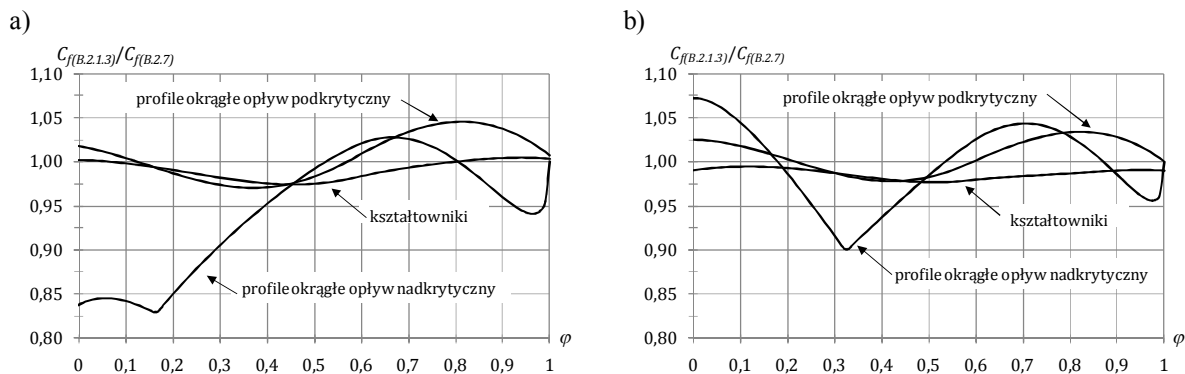 a)
C_f(B.2.1.3)/C_f(B.2.7)
1,10
1,05
1,00
0,95
0,90
0,85
0,80
profile okrągłe opływ podkrytyczny
kształtowniki
profile okrągłe opływ nadkrytyczny
φ
0 0,1 0,2 0,3 0,4 0,5 0,6 0,7 0,8 0,9 1
b)
C_f(B.2.1.3)/C_f(B.2.7)
1,10
1,05
1,00
0,95
0,90
0,85
0,80
profile okrągłe opływ podkrytyczny
kształtowniki
profile okrągłe opływ nadkrytyczny
φ
0 0,1 0,2 0,3 0,4 0,5 0,6 0,7 0,8 0,9 1